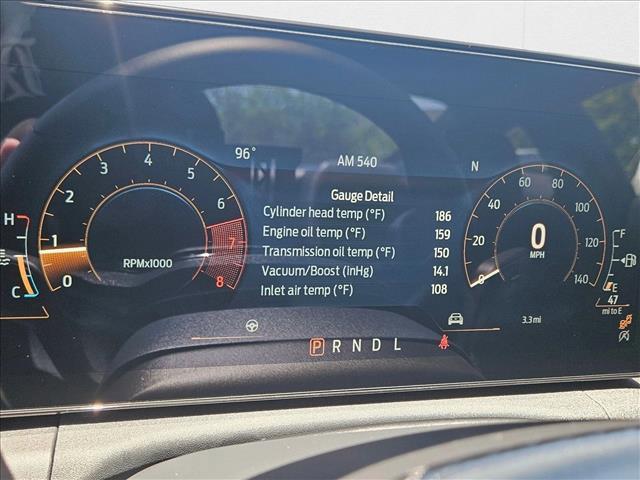 96° AM 540 N
Gauge Detail
Cylinder head temp (°F) 186
Engine oil temp (°F) 159
Transmission oil temp (°F) 150
Vacuum/Boost (inHg) 14.1
Inlet air temp (°F) 108
0 1 2 3 4 5 6 7 8
RPMx1000
H
C
0 20 40 60 80 100 120 140
0
MPH
F
E
47
mi to E
3.3 mi
P R N D L